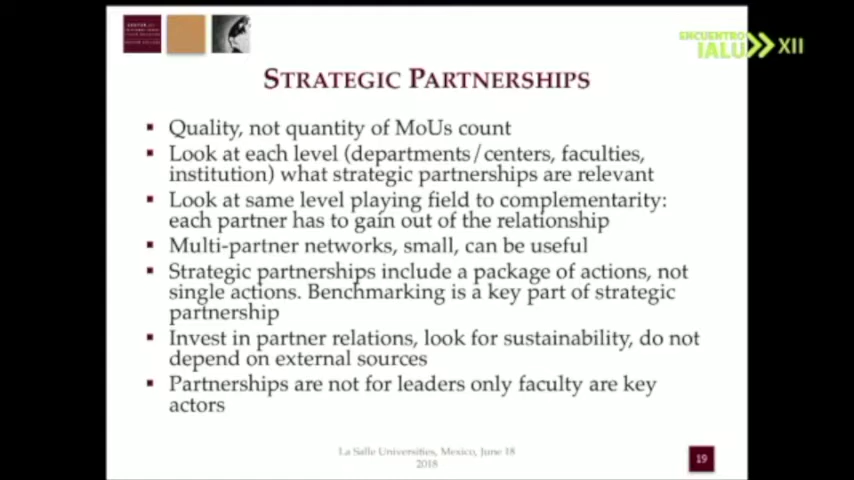 ENCUENTRO
IALU XII
STRATEGIC PARTNERSHIPS
▪ Quality, not quantity of MoUs count
▪ Look at each level (departments/centers, faculties,
institution) what strategic partnerships are relevant
▪ Look at same level playing field to complementarity:
each partner has to gain out of the relationship
▪ Multi-partner networks, small, can be useful
▪ Strategic partnerships include a package of actions, not
single actions. Benchmarking is a key part of strategic
partnership
▪ Invest in partner relations, look for sustainability, do not
depend on external sources
▪ Partnerships are not for leaders only faculty are key
actors
La Salle Universities, Mexico, June 18
2018
19